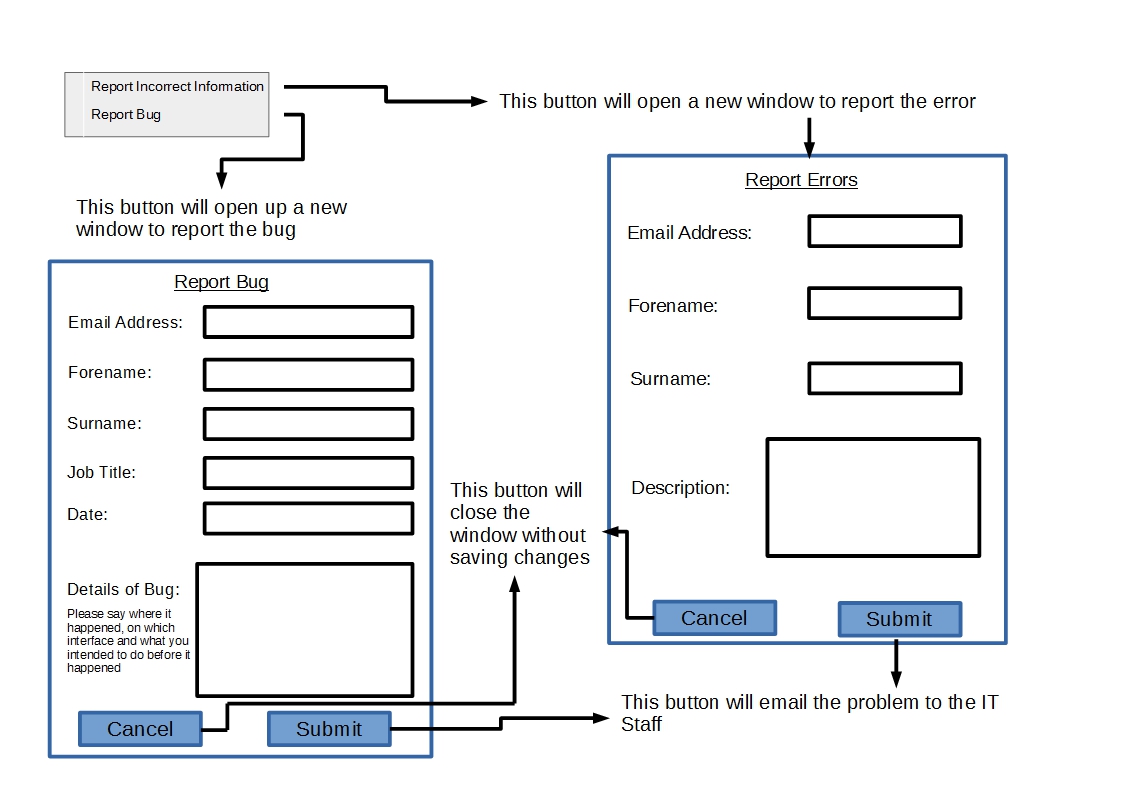 Report Incorrect Information
Report Bug
This button will open a new window to report the error
This button will open up a new
window to report the bug
Report Bug
Email Address:
Forename:
Surname:
Job Title:
Date:
Details of Bug:
Please say where it
happened, on which
interface and what you
intended to do before it
happened
Cancel
Submit
This button will
close the
window without
saving changes
Report Errors
Email Address:
Forename:
Surname:
Description:
Cancel
Submit
This button will email the problem to the IT
Staff